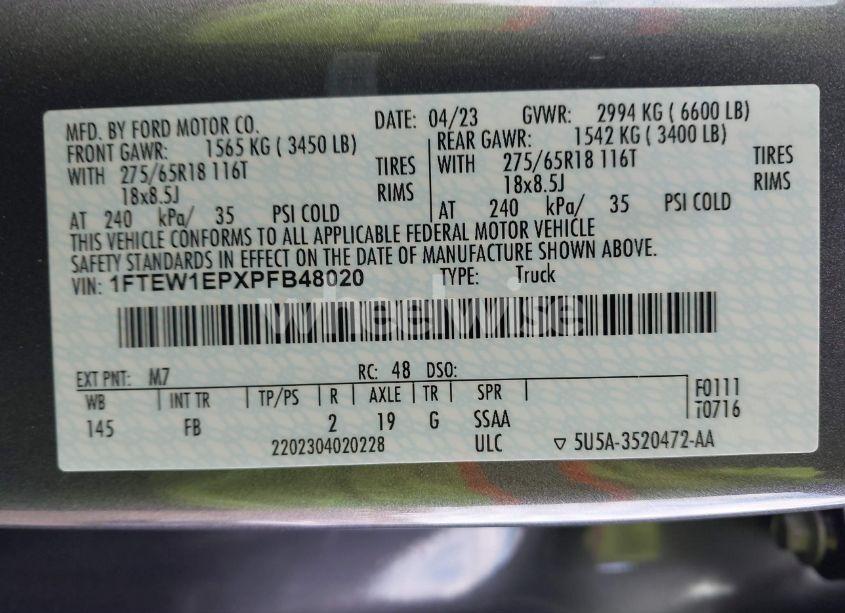 MFD. BY FORD MOTOR CO. DATE: 04/23 GVWR: 2994 KG ( 6600 LB)
FRONT GAWR: 1565 KG ( 3450 LB) REAR GAWR: 1542 KG ( 3400 LB)
WITH 275/65R18 116T TIRES WITH 275/65R18 116T TIRES
18x8.5J RIMS 18x8.5J RIMS
AT 240 kPa/ 35 PSI COLD AT 240 kPa/ 35 PSI COLD
THIS VEHICLE CONFORMS TO ALL APPLICABLE FEDERAL MOTOR VEHICLE
SAFETY STANDARDS IN EFFECT ON THE DATE OF MANUFACTURE SHOWN ABOVE.
VIN: 1FTEW1EPXPFB48020 TYPE: Truck
wheelwise
EXT PNT: M7 RC: 48 DSO:
WB INT TR TP/PS R AXLE TR SPR F0111
145 FB 2 19 G SSAA T0716
2202304020228 ULC ▽ 5U5A-3520472-AA